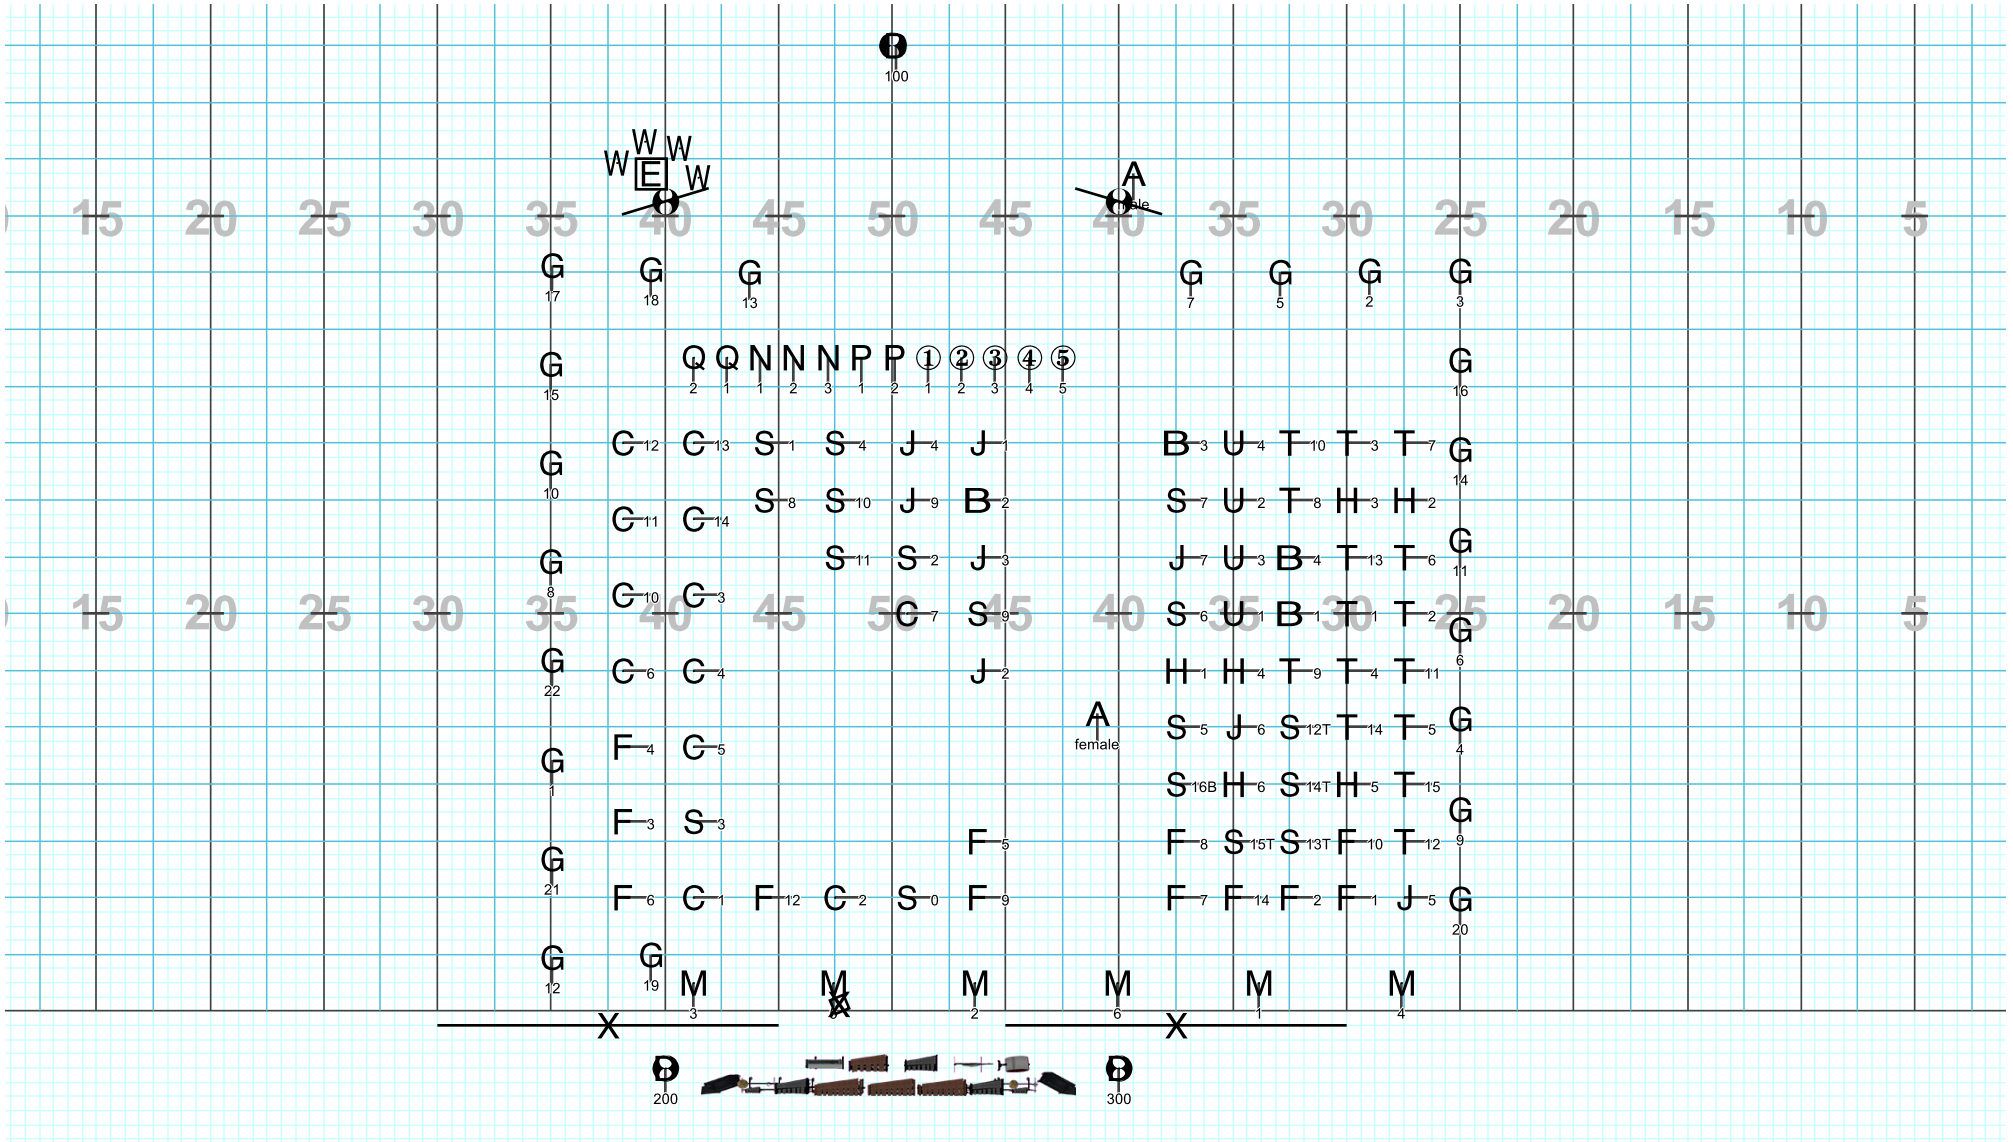 D
100
W W W W
E
A
male
15 20 25 30 35 40 45 50 45 40 35 30 25 20 15 10 5
G G G G G G G
17 18 13 7 5 2 3
Q Q N N N P P ① ② ③ ④ ⑤ G
15 2 1 1 2 3 1 2 1 2 3 4 5 16
G
C 12 C 13 S 1 S 4 J 4 J 1 B 3 U 4 T 10 T 3 T 7 G
14
G
10
S 8 S 10 J 9 B 2 S 7 U 2 T 8 H 3 H 2
C 11 C 14
G
11
S 11 S 2 J 3 J 7 U 3 B 4 T 13 T 6
G
8
C 10 C 3
15 20 25 30 35 40 45 50 45 40 35 30 25 20 15 10 5
C 7 S 9 S 6 U 1 B 1 T 1 T 2
G
6
G
22
C 6 C 4 J 2 H 1 H 4 T 9 T 4 T 11
A
female
S 5 J 6 S 12T T 14 T 5
G
4
F 4 C 5
G
1
S 16B H 6 S 14T H 5 T 15
F 3 S 3
G
9
F 5 F 8 S 15T S 13T F 10 T 12
G
21
F 6 C 1 F 12 C 2 S 0 F 9 F 7 F 14 F 2 F 1 J 5
G
20
G G
12 19
M M M M M M
3 2 6 1 4
X X
D D
200 300